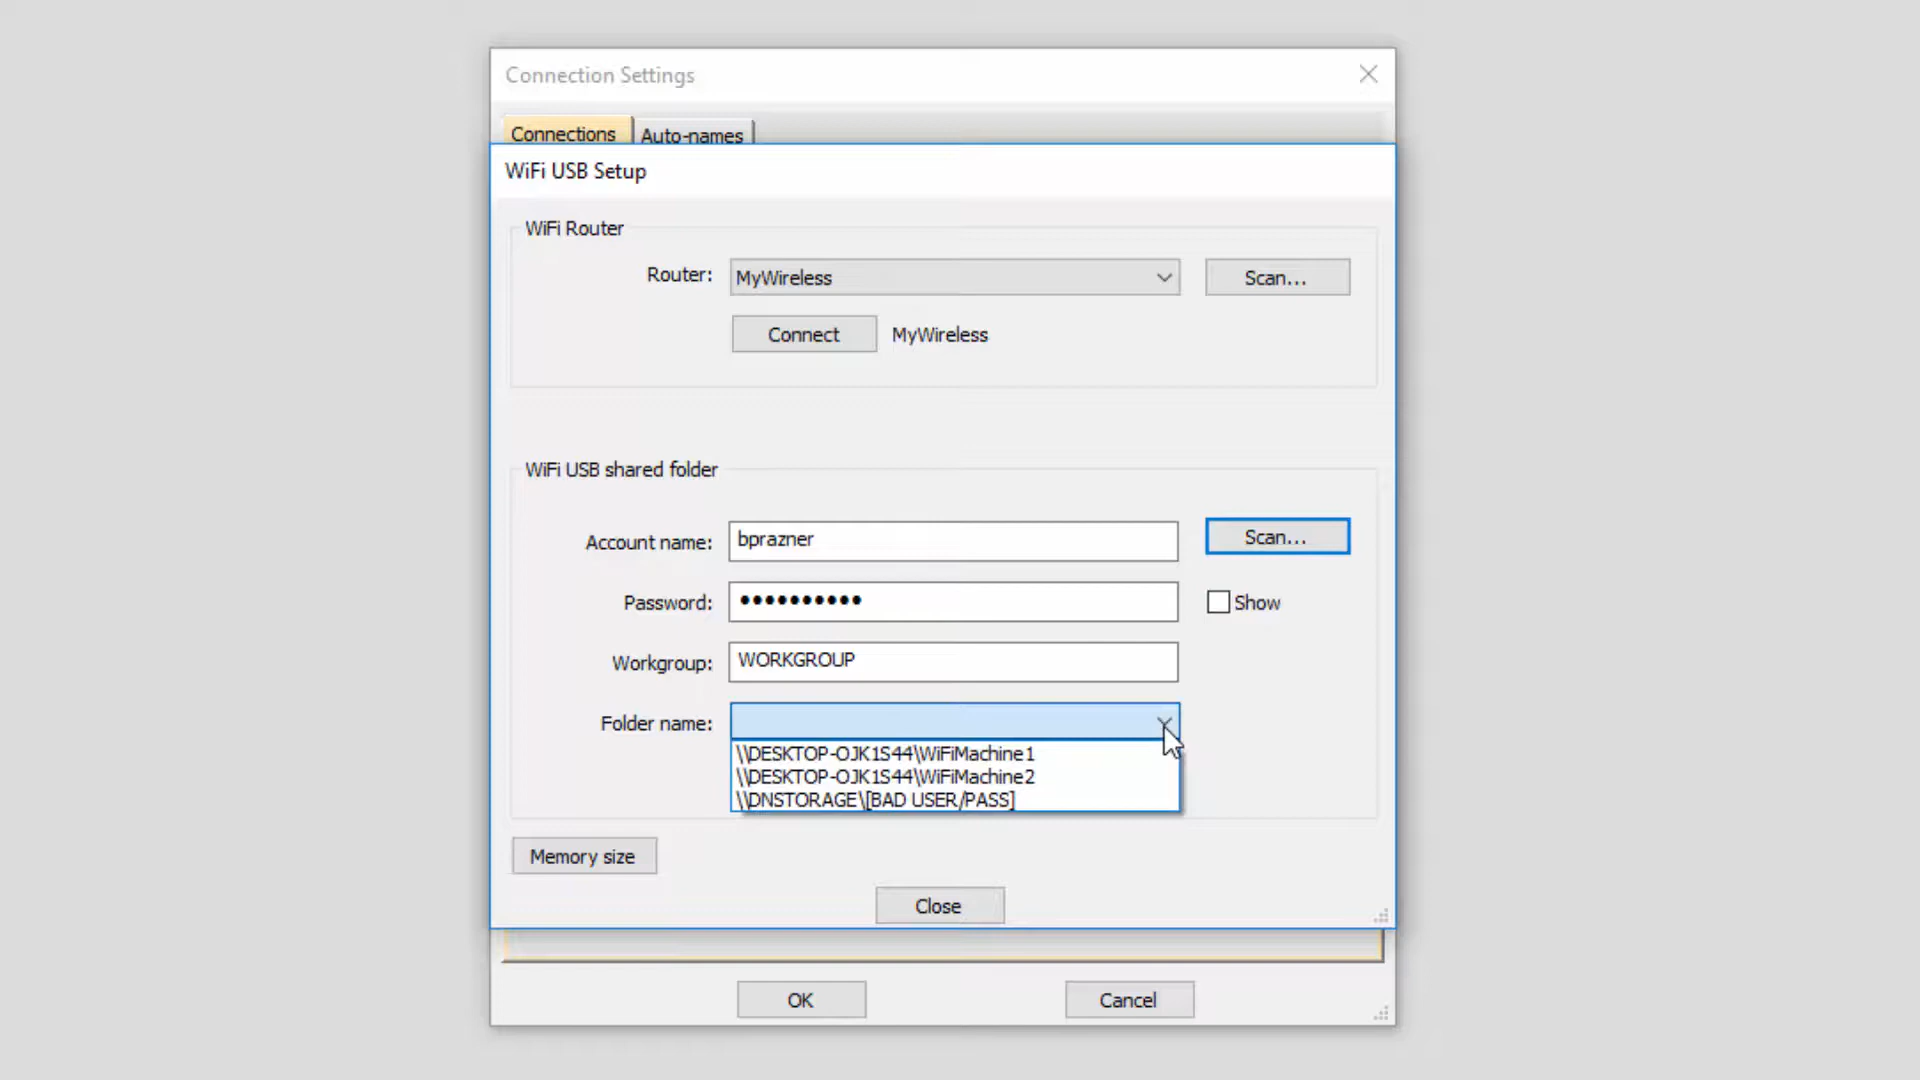 Connection Settings
Connections Auto-names
WiFi USB Setup
WiFi Router
Router: MyWireless Scan...
Connect MyWireless
WiFi USB shared folder
Account name: bprazner Scan...
Password: •••••••••• Show
Workgroup: WORKGROUP
Folder name:
\\DESKTOP-OJK1S44\WiFiMachine1
\\DESKTOP-OJK1S44\WiFiMachine2
\\DNSTORAGE\[BAD USER/PASS]
Memory size
Close
OK Cancel